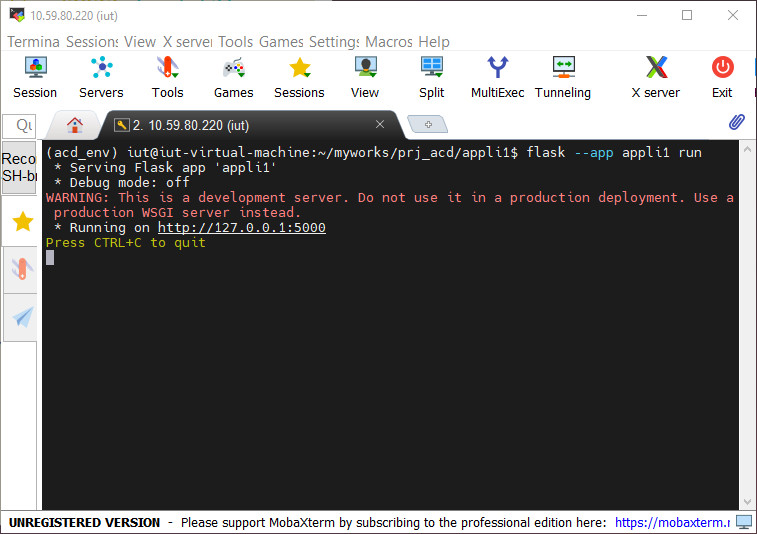 10.59.80.220 (iut)
Termina Sessions View X server Tools Games Settings Macros Help
Session Servers Tools Games Sessions View Split MultiExec Tunneling X server Exit
Qu
2. 10.59.80.220 (iut)
Reco
SH-br
(acd_env) iut@iut-virtual-machine:~/myworks/prj_acd/appli1$ flask --app appli1 run
* Serving Flask app 'appli1'
* Debug mode: off
WARNING: This is a development server. Do not use it in a production deployment. Use a
production WSGI server instead.
* Running on http://127.0.0.1:5000
Press CTRL+C to quit
UNREGISTERED VERSION - Please support MobaXterm by subscribing to the professional edition here: https://mobaxterm.r